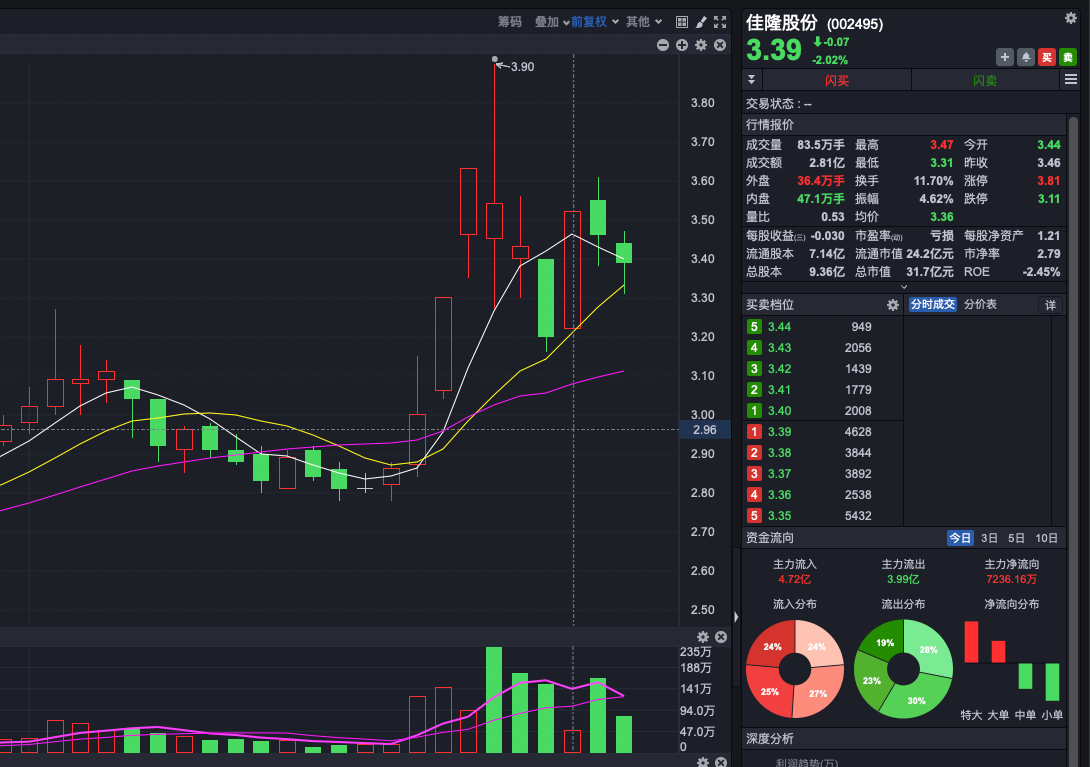 筹码 叠加 前复权 其他
3.90
3.80
3.70
3.60
3.50
3.40
3.30
3.20
3.10
3.00
2.96
2.90
2.80
2.70
2.60
2.50
235万
188万
141万
94.0万
47.0万
0
佳隆股份 (002495)
3.39 -0.07
-2.02%
买 卖
闪买 闪卖
交易状态：--
行情报价
成交量 83.5万手 最高 3.47 今开 3.44
成交额 2.81亿 最低 3.31 昨收 3.46
外盘 36.4万手 换手 11.70% 涨停 3.81
内盘 47.1万手 振幅 4.62% 跌停 3.11
量比 0.53 均价 3.36
每股收益(三) -0.030 市盈率(动) 亏损 每股净资产 1.21
流通股本 7.14亿 流通市值 24.2亿元 市净率 2.79
总股本 9.36亿 总市值 31.7亿元 ROE -2.45%
买卖档位 分时成交 分价表 详
5 3.44 949
4 3.43 2056
3 3.42 1439
2 3.41 1779
1 3.40 2008
1 3.39 4628
2 3.38 3844
3 3.37 3892
4 3.36 2538
5 3.35 5432
资金流向 今日 3日 5日 10日
主力流入 主力流出 主力净流向
4.72亿 3.99亿 7236.16万
流入分布 流出分布 净流向分布
24% 24% 25% 27%
19% 28% 23% 30%
特大 大单 中单 小单
深度分析
利润趋势(万)